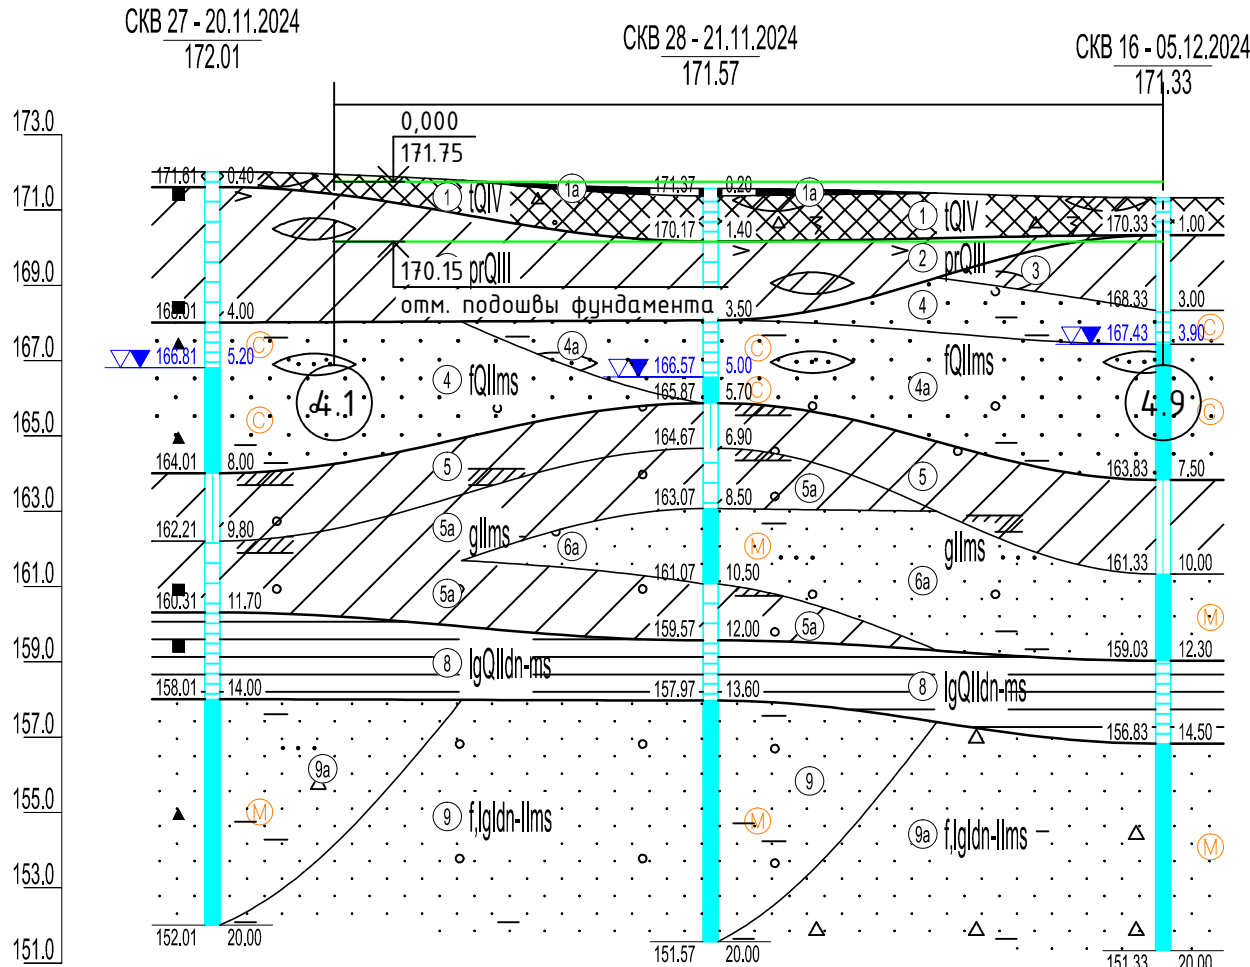 СКВ 27 - 20.11.2024
172.01
СКВ 28 - 21.11.2024
171.57
СКВ 16 - 05.12.2024
171.33
173.0
171.0
169.0
167.0
165.0
163.0
161.0
159.0
157.0
155.0
153.0
151.0
0,000
171.75
170.15
отм. подошвы фундамента
171.61 0.40
168.01 4.00
166.81 5.20
164.01 8.00
162.21 9.80
160.31 11.70
158.01 14.00
152.01 20.00
171.37 0.20
170.17 1.40
3.50
166.57 5.00
165.87 5.70
164.67 6.90
163.07 8.50
161.07 10.50
159.57 12.00
157.97 13.60
151.57 20.00
170.33 1.00
168.33 3.00
167.43 3.90
163.83 7.50
161.33 10.00
159.03 12.30
156.83 14.50
151.33 20.00
1 tQIV
1а
1а
1 tQIV
prQIII
2 prQIII
3
4
4а
4 fQIIms
fQIIms
4а
4.1
4.9
5
5
5а
5а
gIIms
gIIms
6а
6а
5а
5а
8 lgQIIdn-ms
8 lgQIIdn-ms
9а
9
9 f,lgIdn-IIms
9а f,lgIdn-IIms
С
С
С
С
С
С
М
М
М
М
М